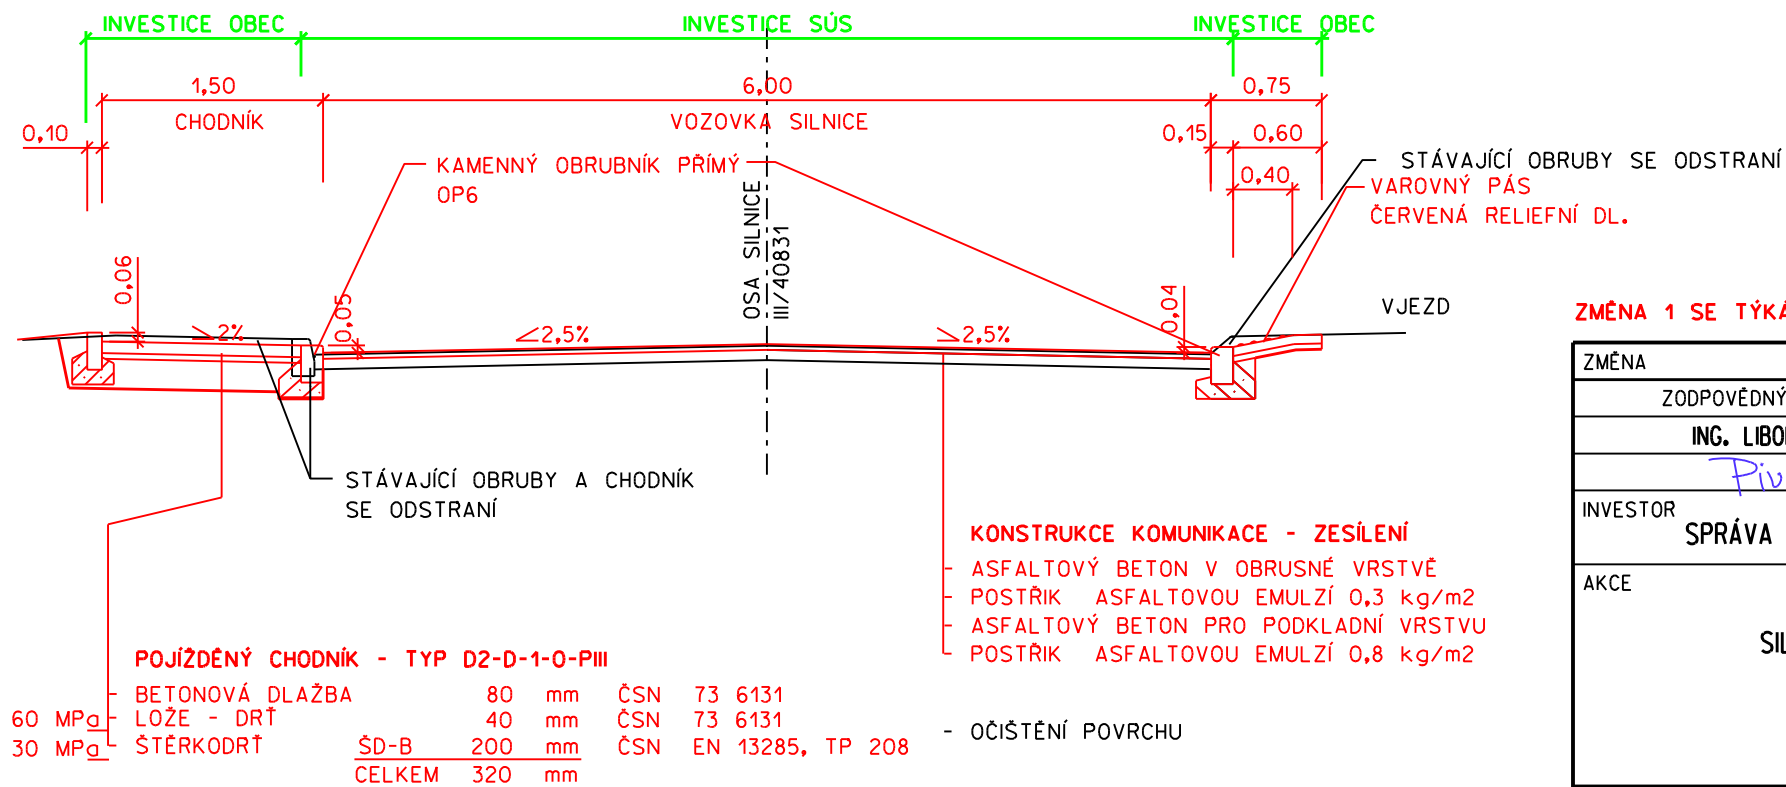 INVESTICE OBEC
INVESTICE SÚS
INVESTICE OBEC
1,50
6,00
0,75
CHODNÍK
VOZOVKA SILNICE
0,10
0,15
0,60
KAMENNÝ OBRUBNÍK PŘÍMÝ
OP6
STÁVAJÍCÍ OBRUBY SE ODSTRANÍ
0,40
VAROVNÝ PÁS
ČERVENÁ RELIEFNÍ DL.
OSA SILNICE
III/40831
0,06
0,05
0,04
VJEZD
2%
2,5%
2,5%
STÁVAJÍCÍ OBRUBY A CHODNÍK
SE ODSTRANÍ
KONSTRUKCE KOMUNIKACE - ZESÍLENÍ
- ASFALTOVÝ BETON V OBRUSNÉ VRSTVĚ
- POSTŘIK ASFALTOVOU EMULZÍ 0,3 kg/m2
- ASFALTOVÝ BETON PRO PODKLADNÍ VRSTVU
- POSTŘIK ASFALTOVOU EMULZÍ 0,8 kg/m2
- OČIŠTĚNÍ POVRCHU
POJÍŽDĚNÝ CHODNÍK - TYP D2-D-1-O-PIII
- BETONOVÁ DLAŽBA 80 mm ČSN 73 6131
60 MPa - LOŽE - DRŤ 40 mm ČSN 73 6131
30 MPa - ŠTĚRKODRŤ ŠD-B 200 mm ČSN EN 13285, TP 208
CELKEM 320 mm
ZMĚNA 1 SE TÝKÁ
ZMĚNA
ZODPOVĚDNÝ
ING. LIBO
Piv
INVESTOR
SPRÁVA
AKCE
SIL